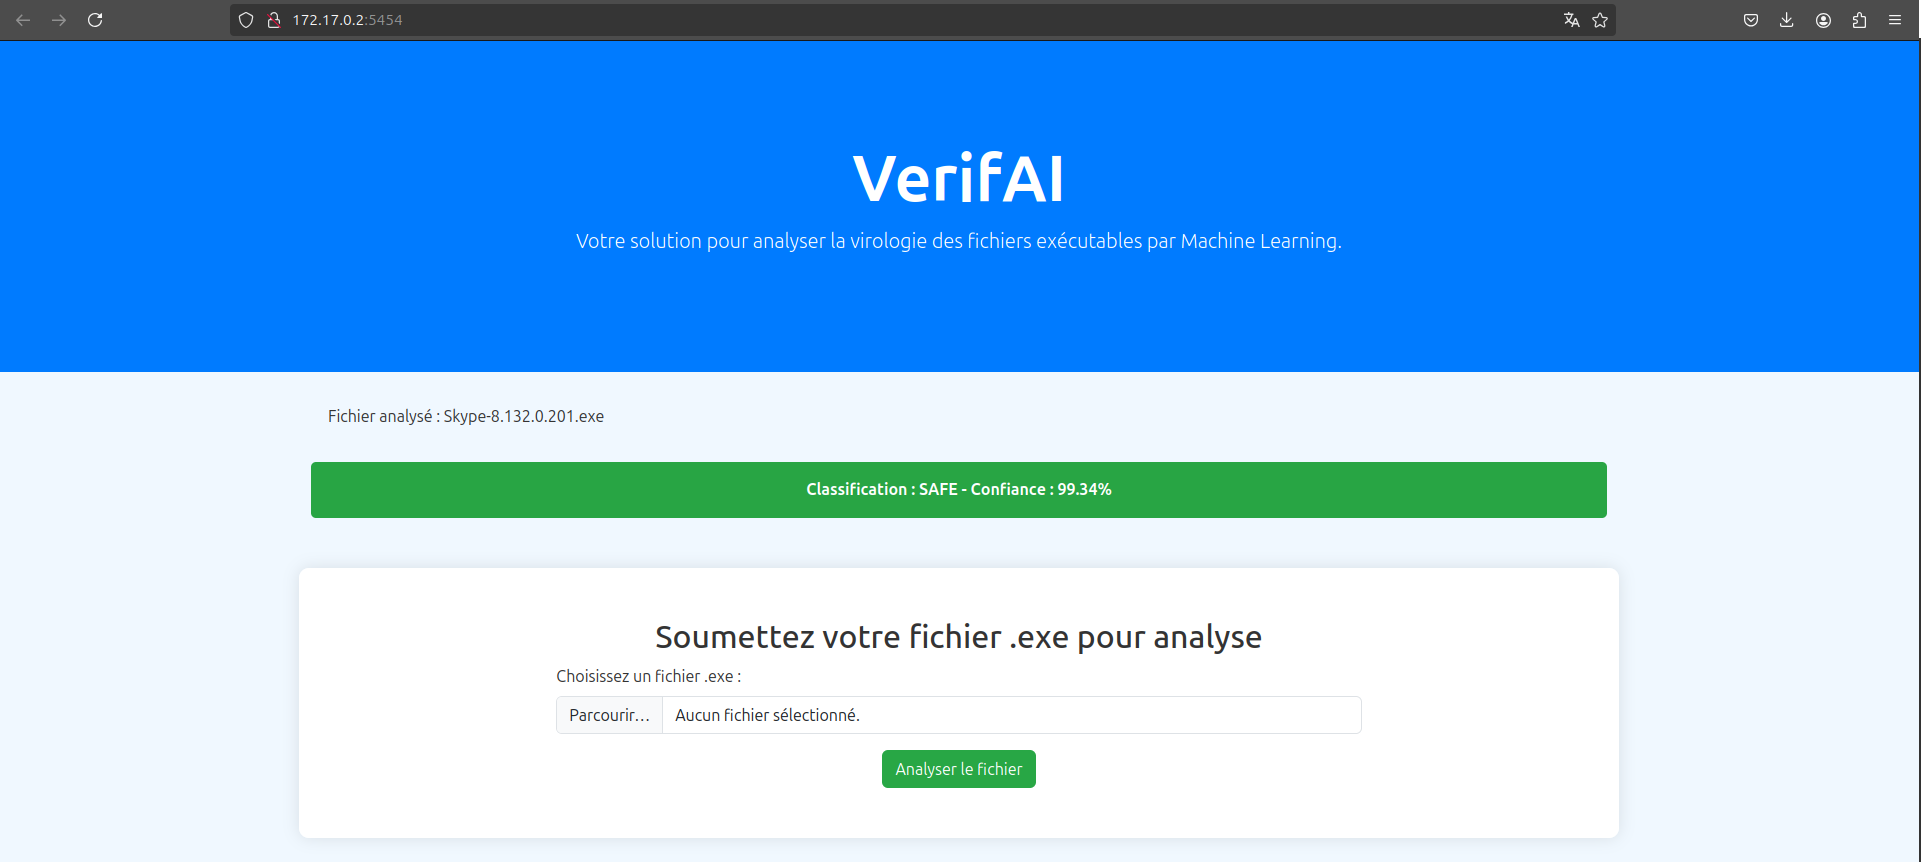 172.17.0.2:5454
VerifAI
Votre solution pour analyser la virologie des fichiers exécutables par Machine Learning.
Fichier analysé : Skype-8.132.0.201.exe
Classification : SAFE - Confiance : 99.34%
Soumettez votre fichier .exe pour analyse
Choisissez un fichier .exe :
Parcourir… Aucun fichier sélectionné.
Analyser le fichier